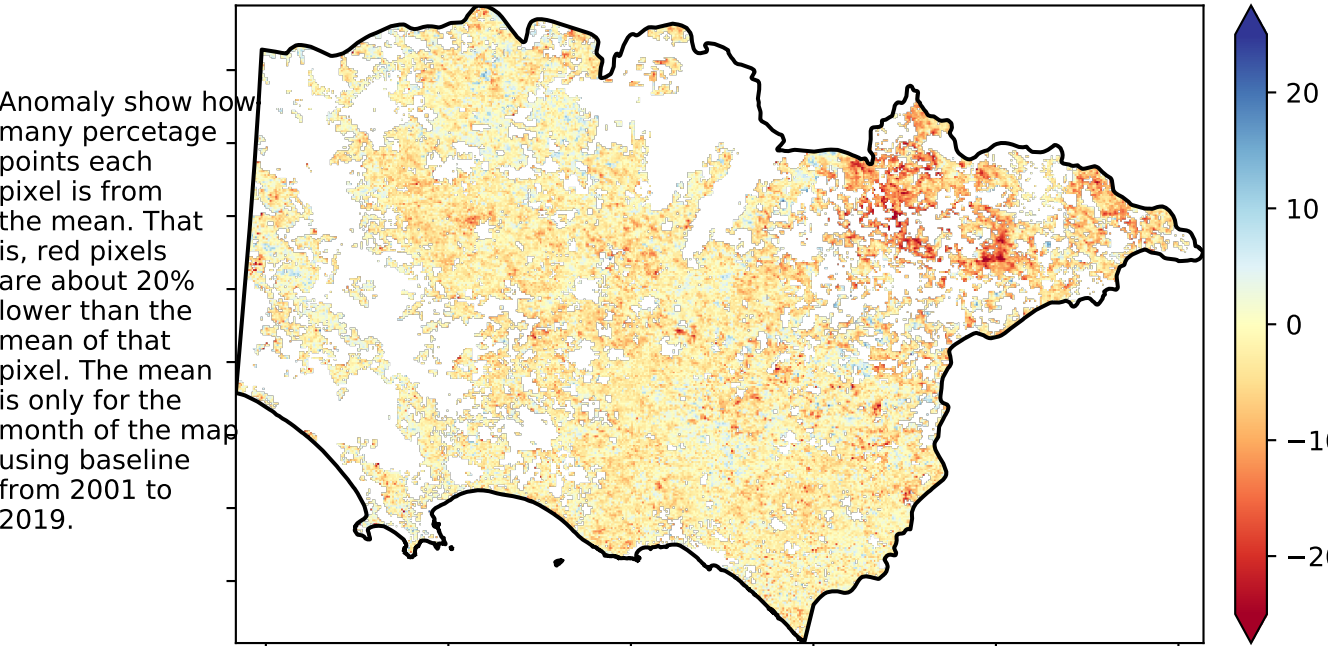 Anomaly show how
many percetage
points each
pixel is from
the mean. That
is, red pixels
are about 20%
lower than the
mean of that
pixel. The mean
is only for the
month of the map
using baseline
from 2001 to
2019.
20
10
0
−10
−20